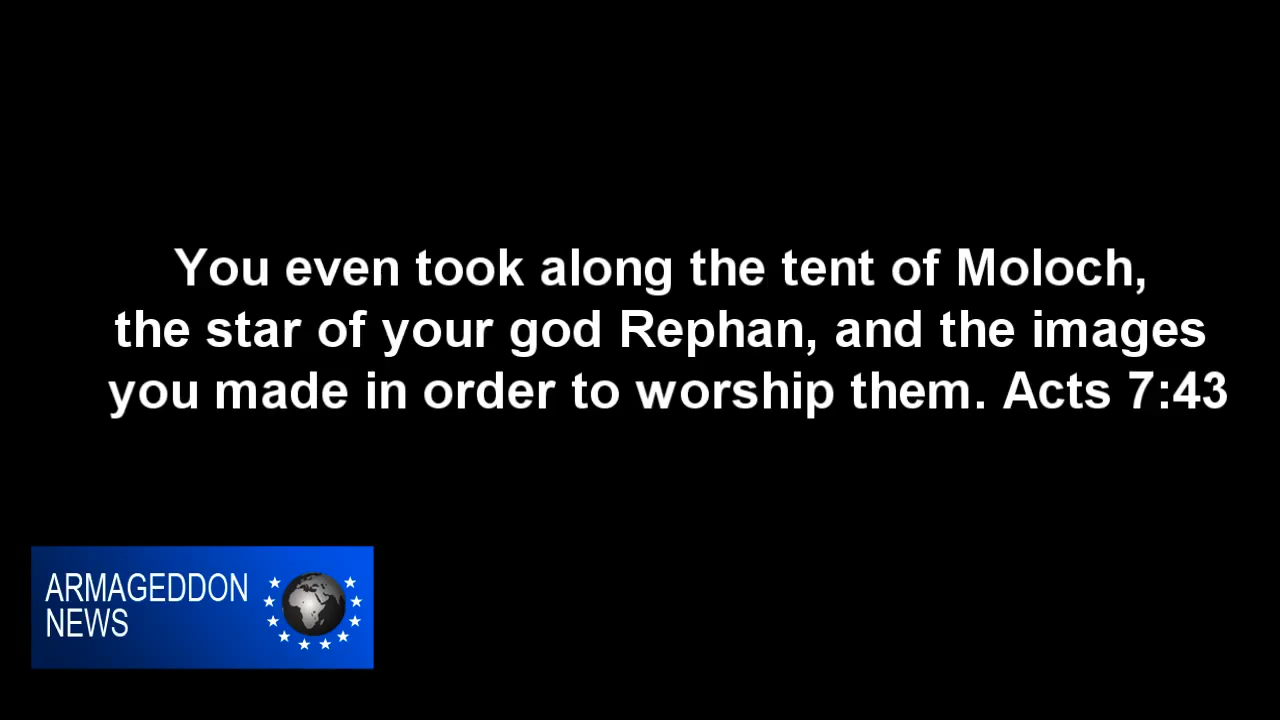 You even took along the tent of Moloch,
the star of your god Rephan, and the images
you made in order to worship them. Acts 7:43
ARMAGEDDON
NEWS